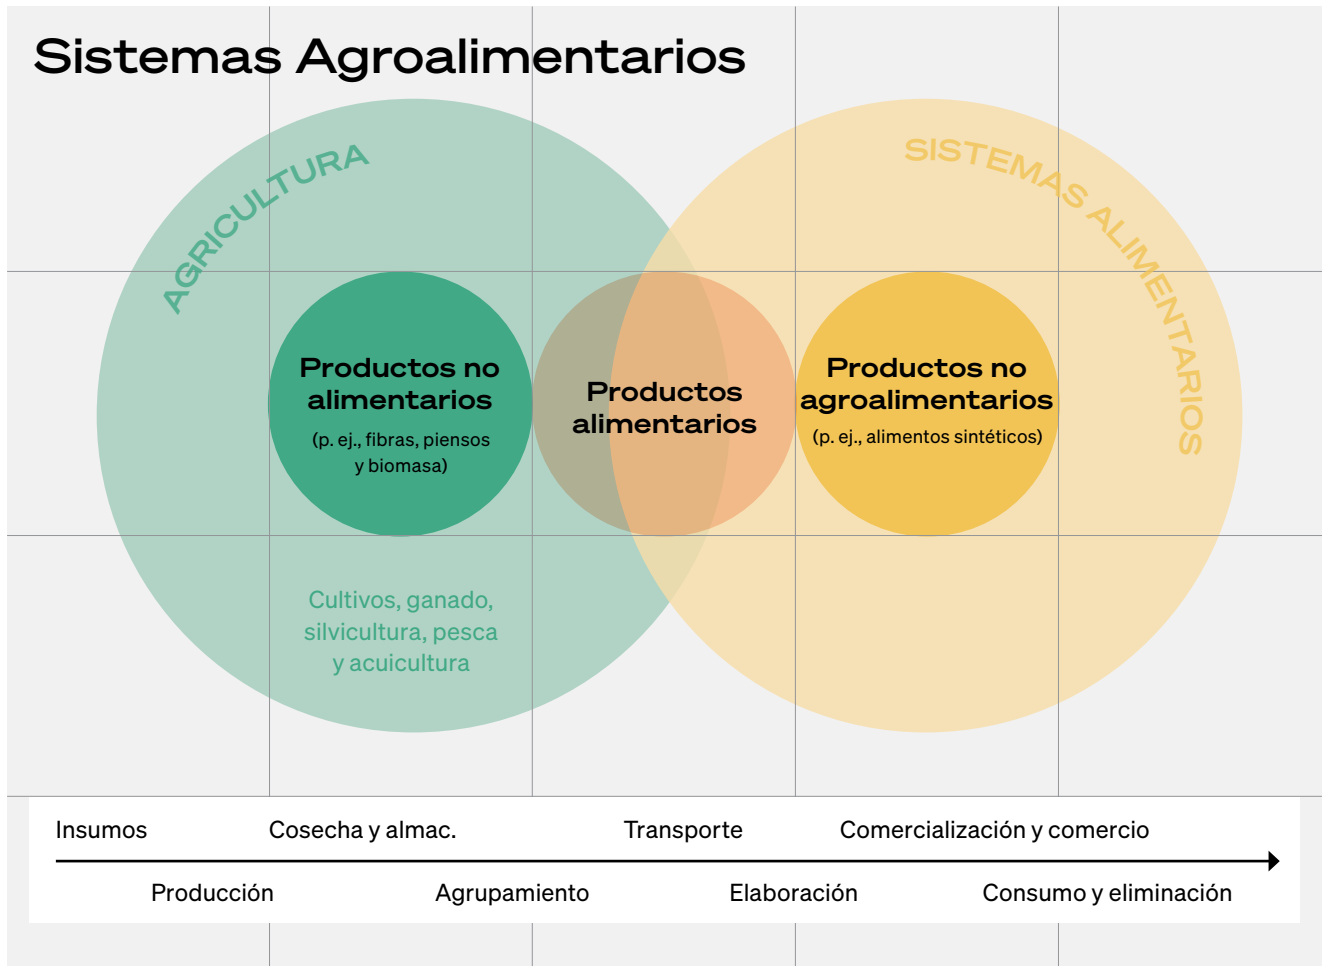 Sistemas Agroalimentarios
AGRICULTURA
SISTEMAS ALIMENTARIOS
Productos no
alimentarios
(p. ej., fibras, piensos
y biomasa)
Productos
alimentarios
Productos no
agroalimentarios
(p. ej., alimentos sintéticos)
Cultivos, ganado,
silvicultura, pesca
y acuicultura
Insumos
Cosecha y almac.
Transporte
Comercialización y comercio
Producción
Agrupamiento
Elaboración
Consumo y eliminación